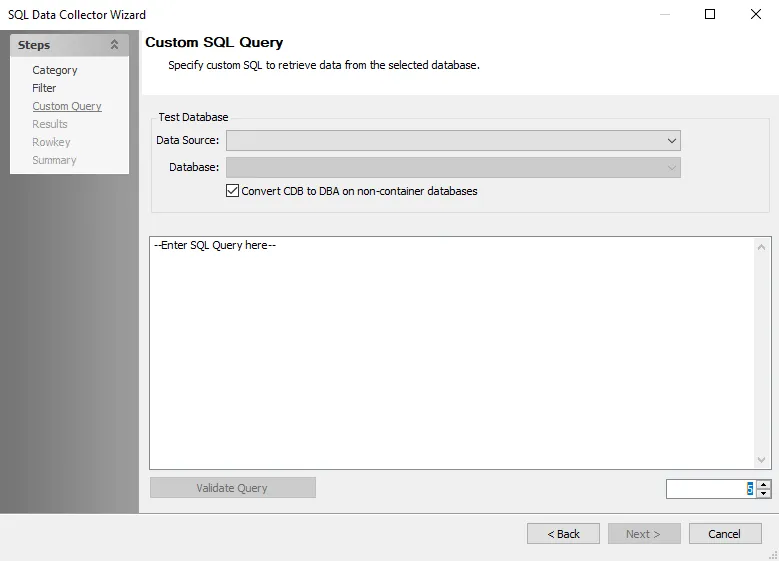 SQL Data Collector Wizard
Steps
Category
Filter
Custom Query
Results
Rowkey
Summary
Custom SQL Query
Specify custom SQL to retrieve data from the selected database.
Test Database
Data Source:
Database:
Convert CDB to DBA on non-container databases
--Enter SQL Query here--
Validate Query
5
< Back
Next >
Cancel